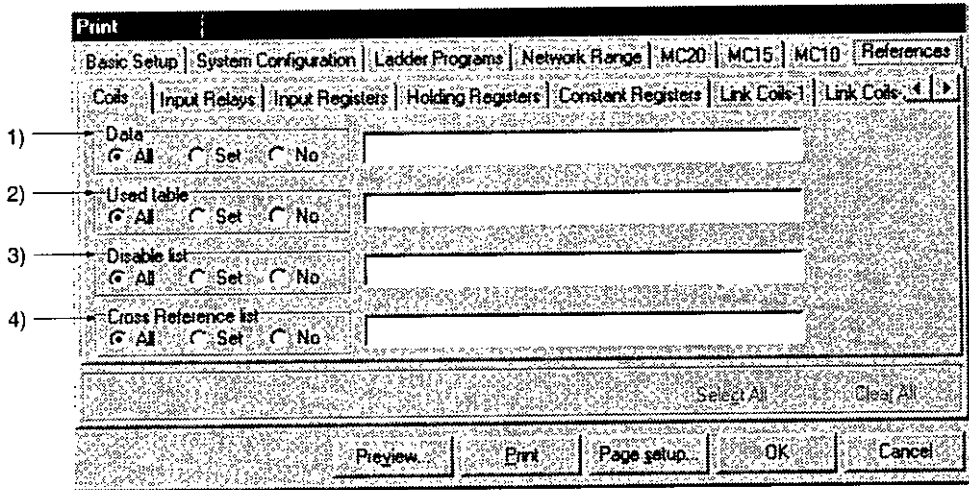 Print
Basic Setup System Configuration Ladder Programs Network Range MC20 MC15 MC10 References
Coils Input Relays Input Registers Holding Registers Constant Registers Link Coils-1 Link Coils-
1) Data
All Set No
2) Used table
All Set No
3) Disable list
All Set No
4) Cross Reference list
All Set No
Select All Clear All
Preview... Print Page setup... OK Cancel